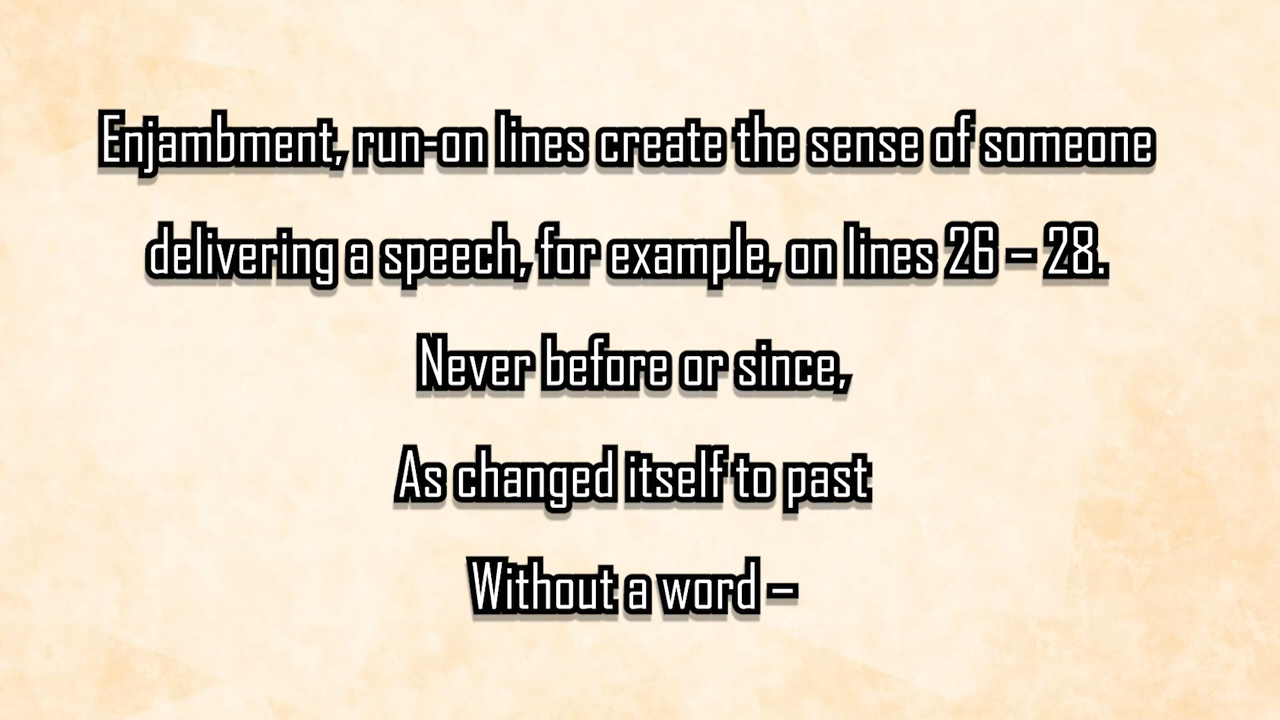 Enjambment, run-on lines create the sense of someone
delivering a speech, for example, on lines 26 – 28.
Never before or since,
As changed itself to past
Without a word –